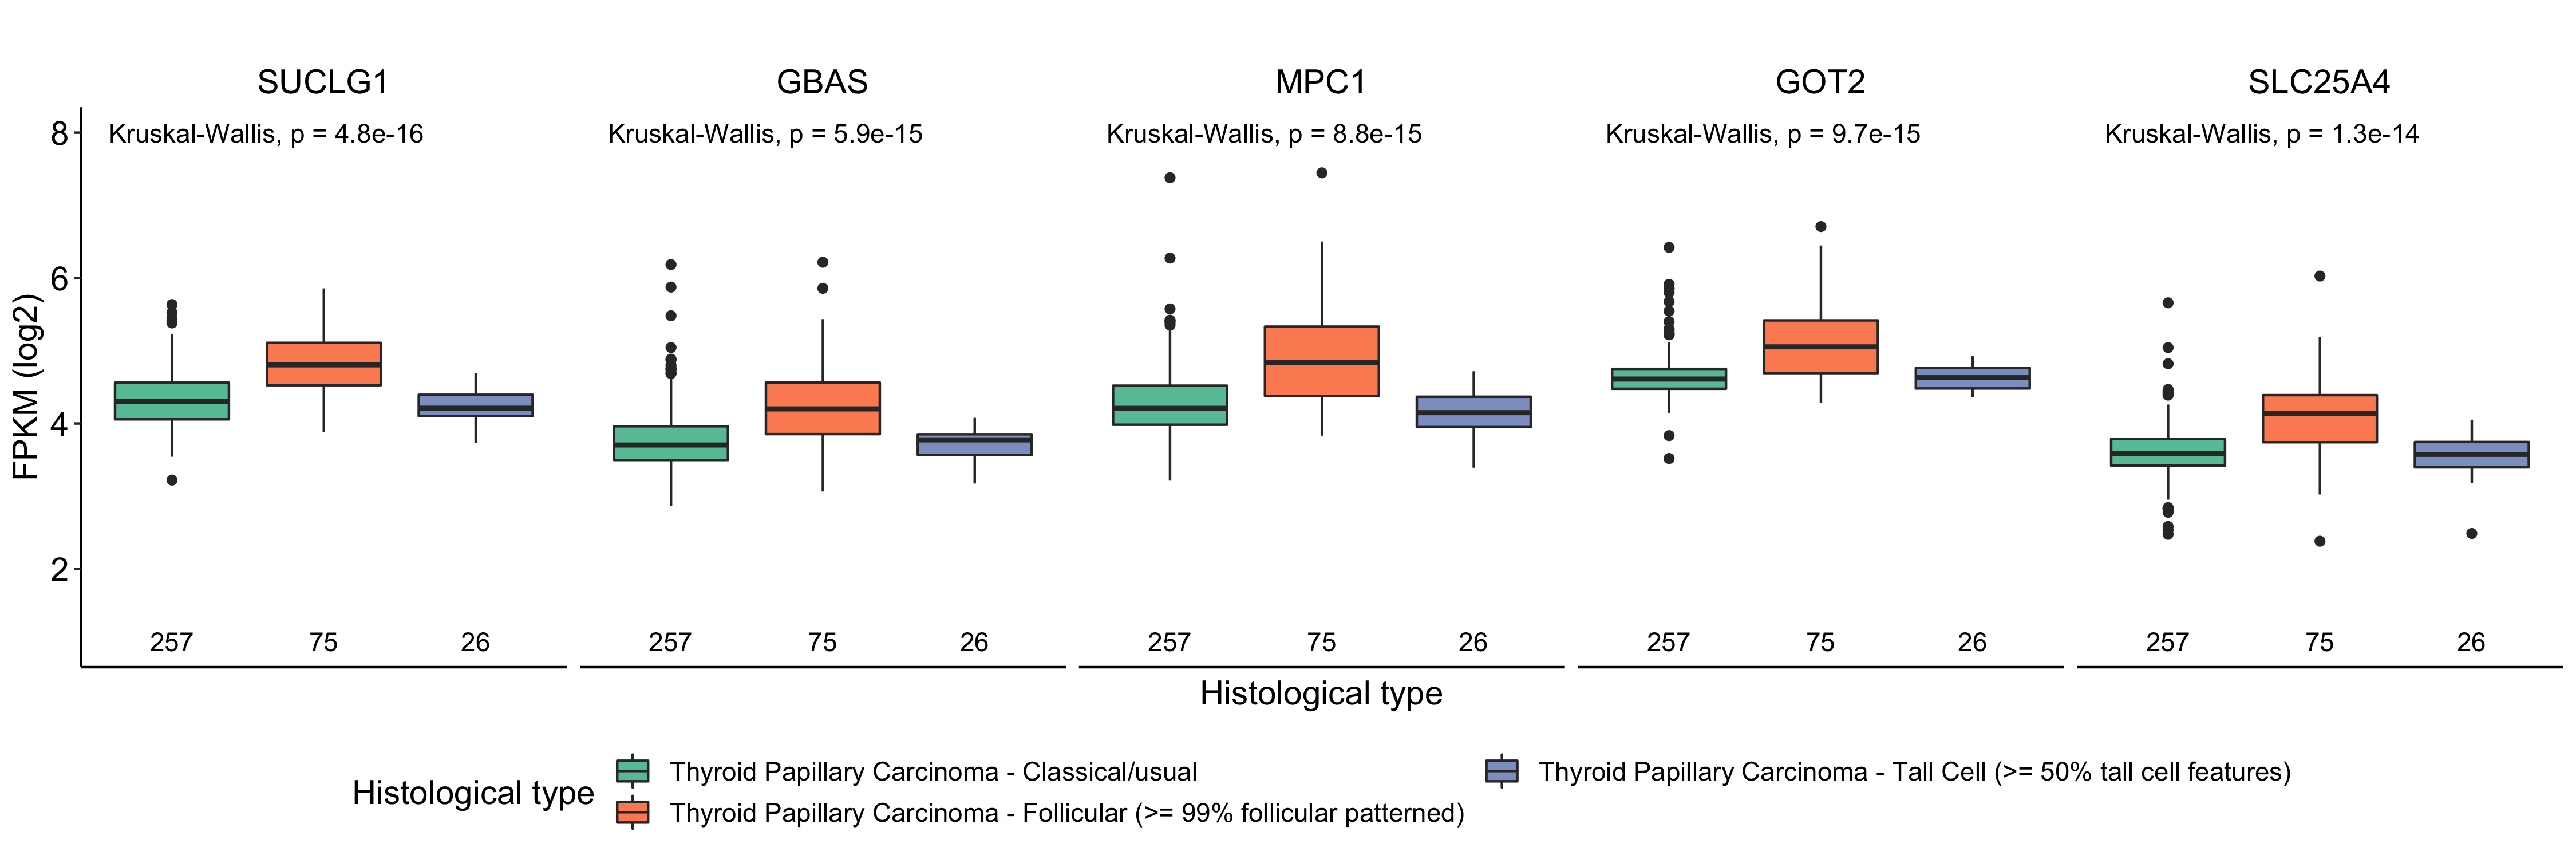 SUCLG1 GBAS MPC1 GOT2 SLC25A4
Kruskal-Wallis, p = 4.8e-16 Kruskal-Wallis, p = 5.9e-15 Kruskal-Wallis, p = 8.8e-15 Kruskal-Wallis, p = 9.7e-15 Kruskal-Wallis, p = 1.3e-14
8
6
4
2
FPKM (log2)
257 75 26 257 75 26 257 75 26 257 75 26 257 75 26
Histological type
Histological type
Thyroid Papillary Carcinoma - Classical/usual
Thyroid Papillary Carcinoma - Follicular (>= 99% follicular patterned)
Thyroid Papillary Carcinoma - Tall Cell (>= 50% tall cell features)